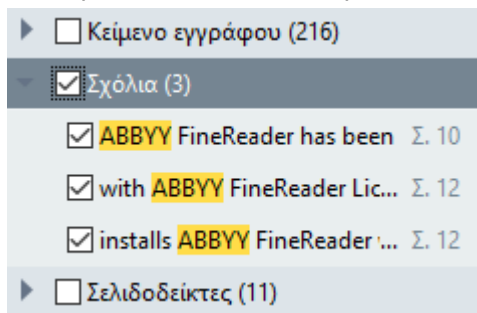 Κείμενο εγγράφου (216)
Σχόλια (3)
ABBYY FineReader has been Σ. 10
with ABBYY FineReader Lic... Σ. 12
installs ABBYY FineReader ... Σ. 12
Σελιδοδείκτες (11)